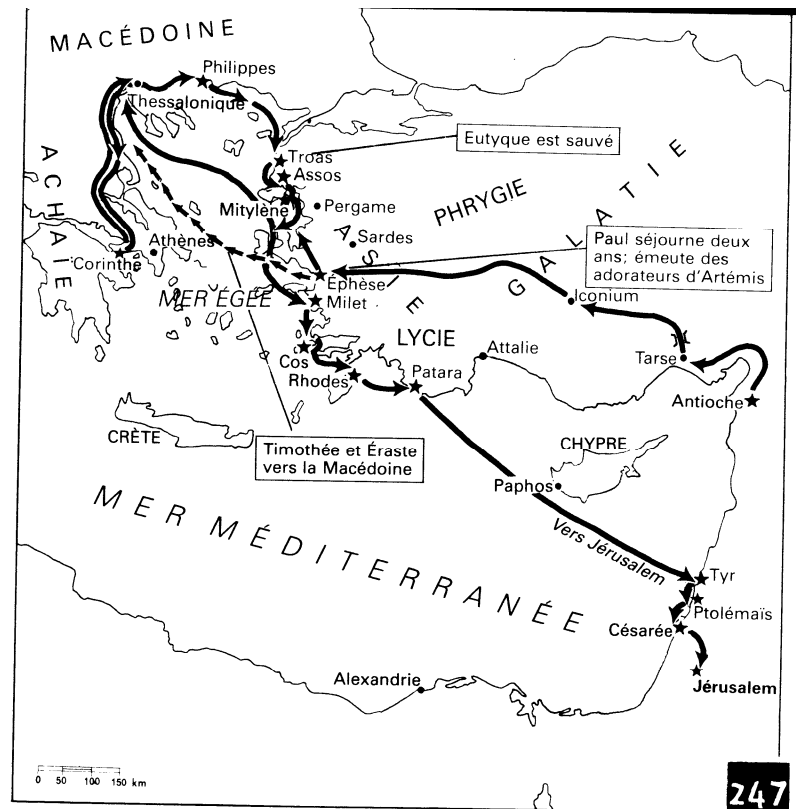 MACÉDOINE
Philippes
Thessalonique
Eutyque est sauvé
Troas
Assos
ACHAÏE
Mitylène
Pergame
PHRYGIE
GALATIE
ASIE
Sardes
Athènes
Corinthe
Paul séjourne deux
ans; émeute des
adorateurs d'Artémis
Éphèse
MER ÉGÉE
Milet
Iconium
LYCIE
Cos
Attalie
Tarse
Rhodes
Patara
Antioche
CRÈTE
Timothée et Éraste
vers la Macédoine
CHYPRE
Paphos
MER MÉDITERRANÉE
Vers Jérusalem
Tyr
Ptolémaïs
Césarée
Alexandrie
Jérusalem
0 50 100 150 km
247